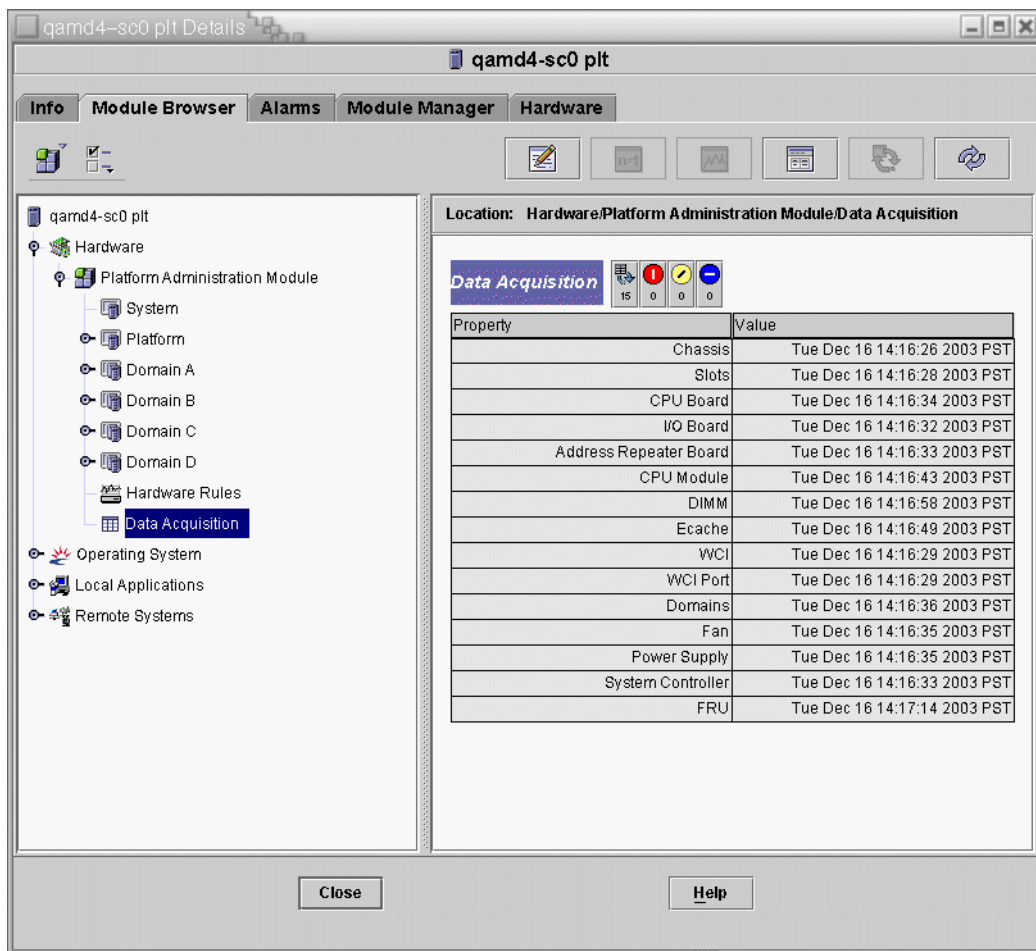 qamd4-sc0 plt Details
qamd4-sc0 plt
Info Module Browser Alarms Module Manager Hardware
n=1
qamd4-sc0 plt
Hardware
Platform Administration Module
System
Platform
Domain A
Domain B
Domain C
Domain D
Hardware Rules
Data Acquisition
Operating System
Local Applications
Remote Systems
Location: Hardware/Platform Administration Module/Data Acquisition
Data Acquisition 15 0 0 0
Property Value
Chassis Tue Dec 16 14:16:26 2003 PST
Slots Tue Dec 16 14:16:28 2003 PST
CPU Board Tue Dec 16 14:16:34 2003 PST
I/O Board Tue Dec 16 14:16:32 2003 PST
Address Repeater Board Tue Dec 16 14:16:33 2003 PST
CPU Module Tue Dec 16 14:16:43 2003 PST
DIMM Tue Dec 16 14:16:58 2003 PST
Ecache Tue Dec 16 14:16:49 2003 PST
WCI Tue Dec 16 14:16:29 2003 PST
WCI Port Tue Dec 16 14:16:29 2003 PST
Domains Tue Dec 16 14:16:36 2003 PST
Fan Tue Dec 16 14:16:35 2003 PST
Power Supply Tue Dec 16 14:16:35 2003 PST
System Controller Tue Dec 16 14:16:33 2003 PST
FRU Tue Dec 16 14:17:14 2003 PST
Close Help